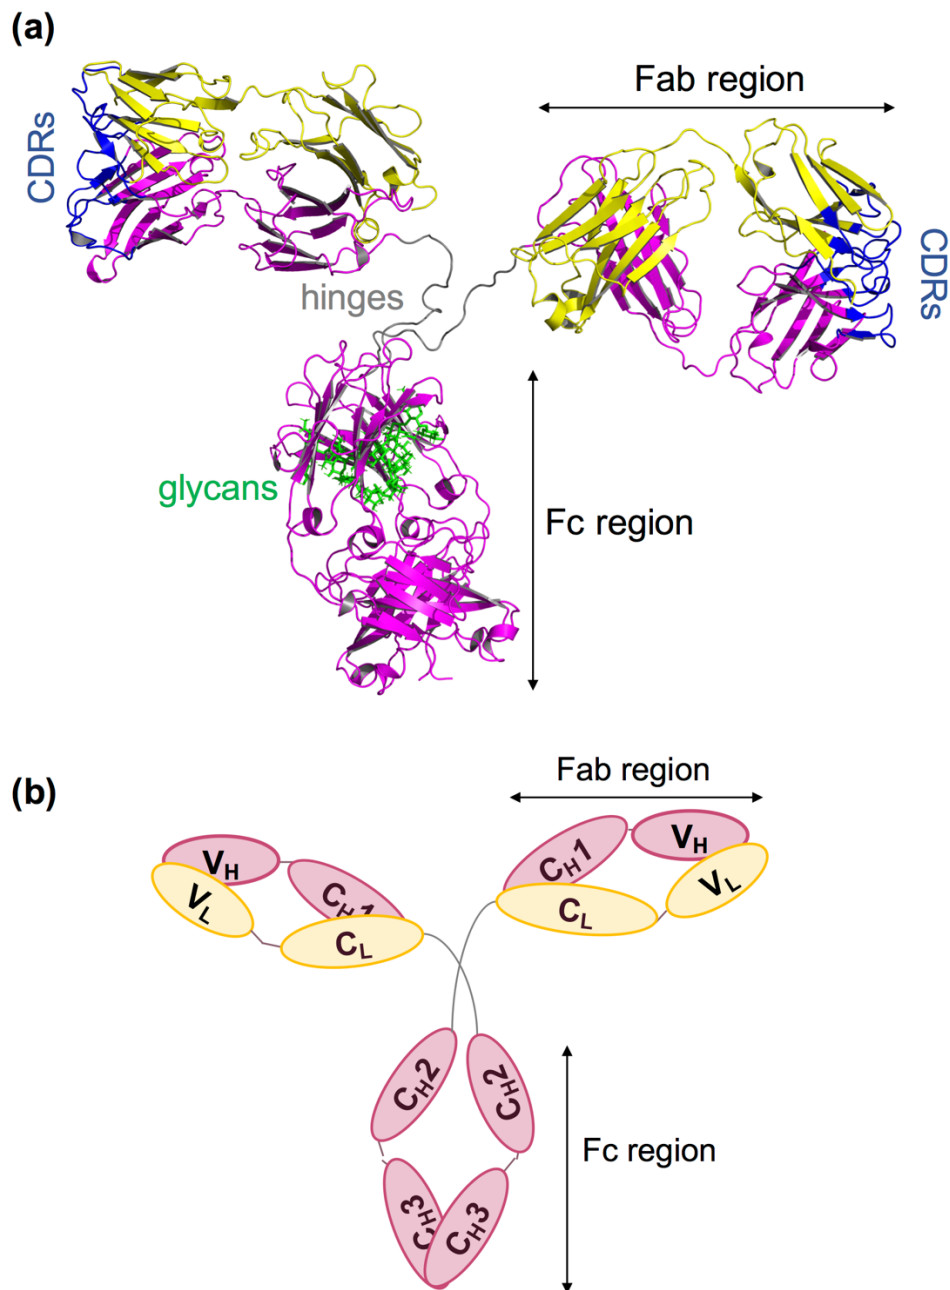 (a)
Fab region
CDRs
CDRs
hinges
glycans
Fc region
(b)
Fab region
VH
CH1
VL
CL
CH1
VH
CL
VL
CH2
CH2
Fc region
CH3
CH3